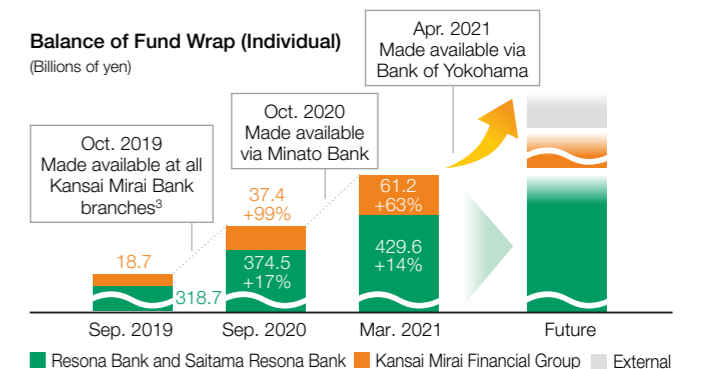 Balance of Fund Wrap (Individual)
(Billions of yen)
Apr. 2021
Made available via
Bank of Yokohama
Oct. 2020
Made available
via Minato Bank
Oct. 2019
Made available at all
Kansai Mirai Bank
branches³
18.7
318.7
37.4
+99%
374.5
+17%
61.2
+63%
429.6
+14%
Sep. 2019
Sep. 2020
Mar. 2021
Future
Resona Bank and Saitama Resona Bank
Kansai Mirai Financial Group
External